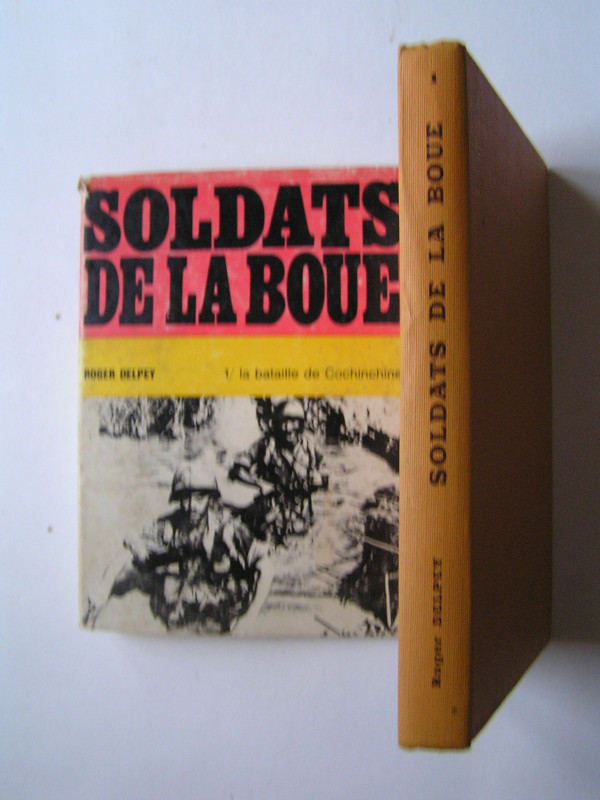 SOLDATS
DE LA BOUE
ROGER DELPEY 1/ la bataille de Cochinchine
Roger DELPEY SOLDATS DE LA BOUE